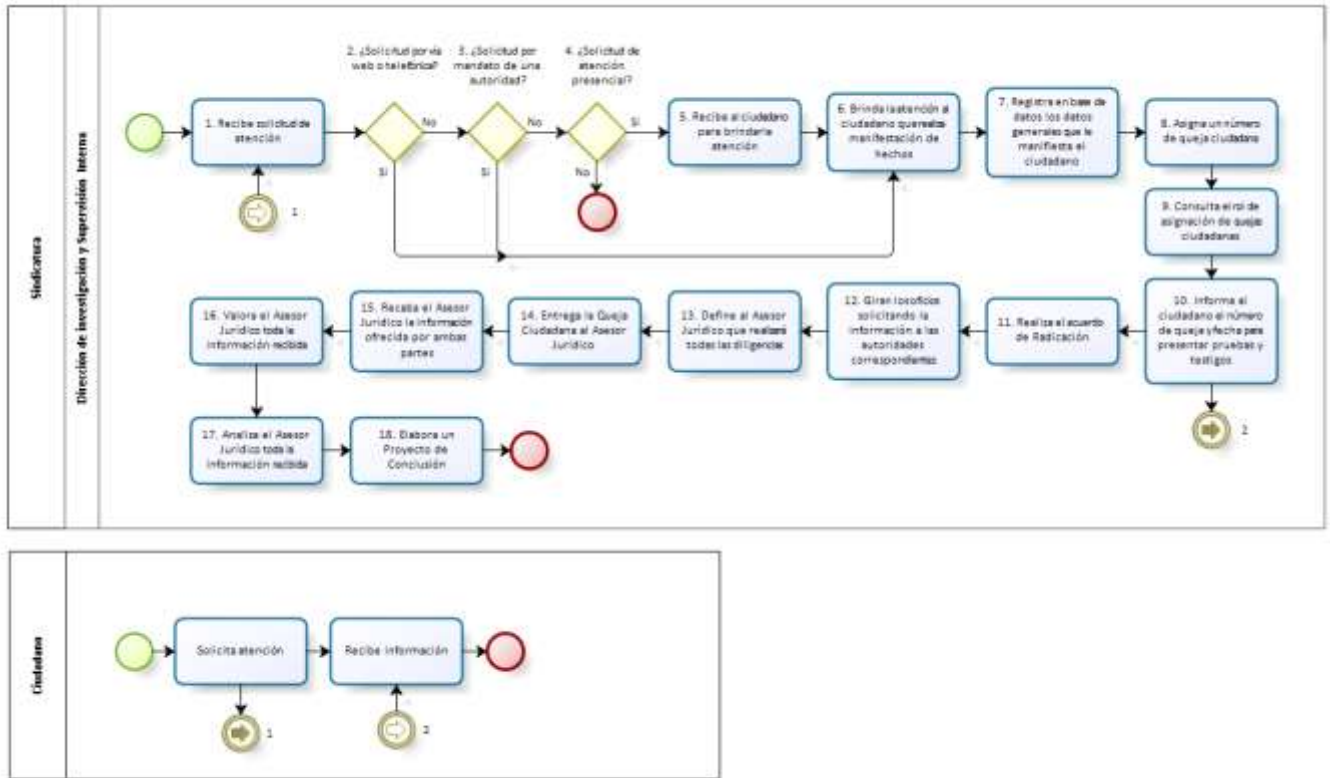 Sindicatura
Dirección de investigación y Supervisión Interna
2. ¿Solicitud por vía
web o telefónica?
3. ¿Solicitud por
mandato de una
autoridad?
4. ¿Solicitud de
atención
presencial?
1. Recibe solicitud de
atención
No
No
Si
Si
Si
No
1
5. Recibe al ciudadano
para brindarle
atención
6. Brinda la atención al
ciudadano que realiza
manifestación de
hechos
7. Registra en base de
datos los datos
generales que le
manifiesta el
ciudadano
8. Asigna un número
de queja ciudadana
9. Consulta el rol de
asignación de quejas
ciudadanas
10. Informa al
ciudadano el número
de queja y fecha para
presentar pruebas y
testigos
2
11. Realiza el acuerdo
de Radicación
12. Giran los oficios
solicitando la
información a las
autoridades
correspondientes
13. Define al Asesor
Jurídico que realizará
todas las diligencias
14. Entrega la Queja
Ciudadana al Asesor
Jurídico
15. Recaba el Asesor
Jurídico la información
ofrecida por ambas
partes
16. Valora el Asesor
Jurídico toda la
información recibida
17. Analiza el Asesor
Jurídico toda la
información recibida
18. Elabora un
Proyecto de
Conclusión
Ciudadano
Solicita atención
Recibe información
1
2